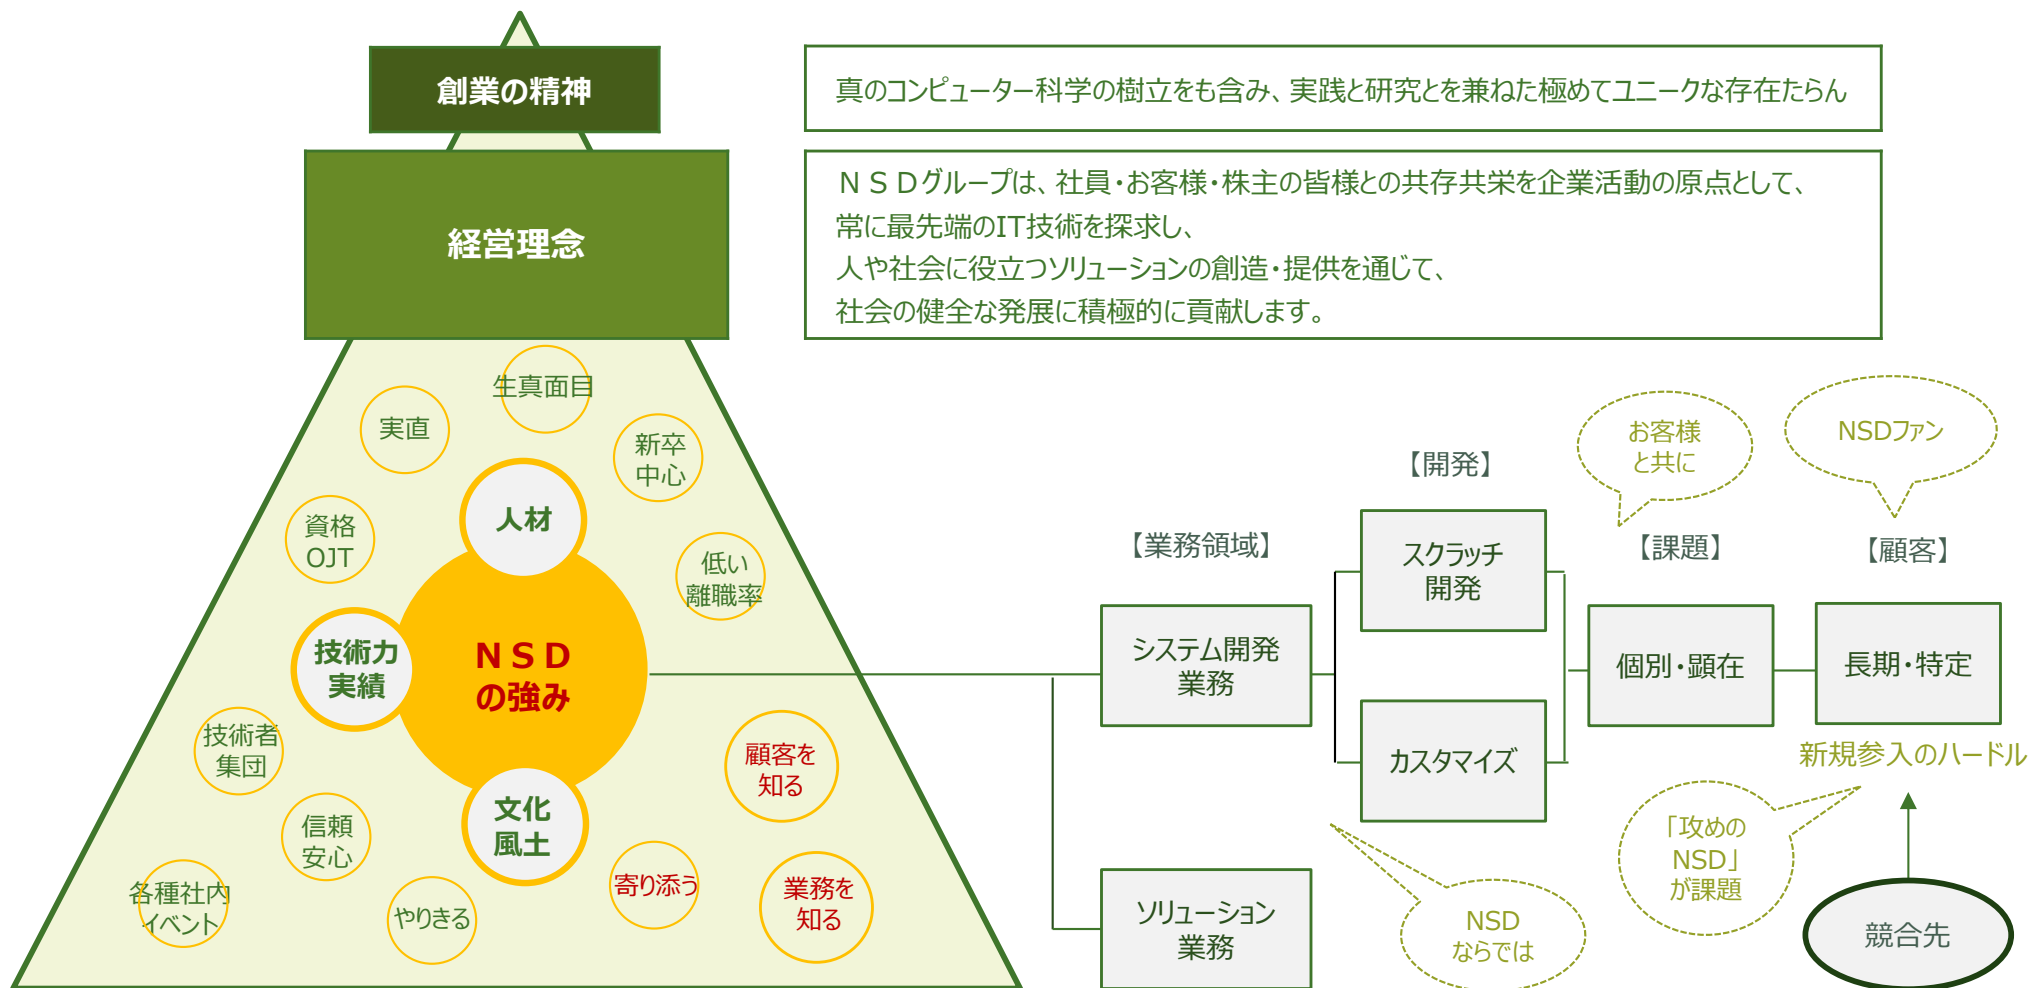 創業の精神
真のコンピューター科学の樹立をも含み、実践と研究とを兼ねた極めてユニークな存在たらん
経営理念
ＮＳＤグループは、社員・お客様・株主の皆様との共存共栄を企業活動の原点として、
常に最先端のIT技術を探求し、
人や社会に役立つソリューションの創造・提供を通じて、
社会の健全な発展に積極的に貢献します。
生真面目
実直
新卒
中心
人材
資格
OJT
低い
離職率
技術力
実績
ＮＳＤ
の強み
技術者
集団
顧客を
知る
文化
風土
信頼
安心
各種社内
イベント
やりきる
寄り添う
業務を
知る
【業務領域】
システム開発
業務
ソリューション
業務
【開発】
スクラッチ
開発
カスタマイズ
NSD
ならでは
お客様
と共に
【課題】
個別・顕在
NSDファン
【顧客】
長期・特定
新規参入のハードル
「攻めの
NSD」
が課題
競合先